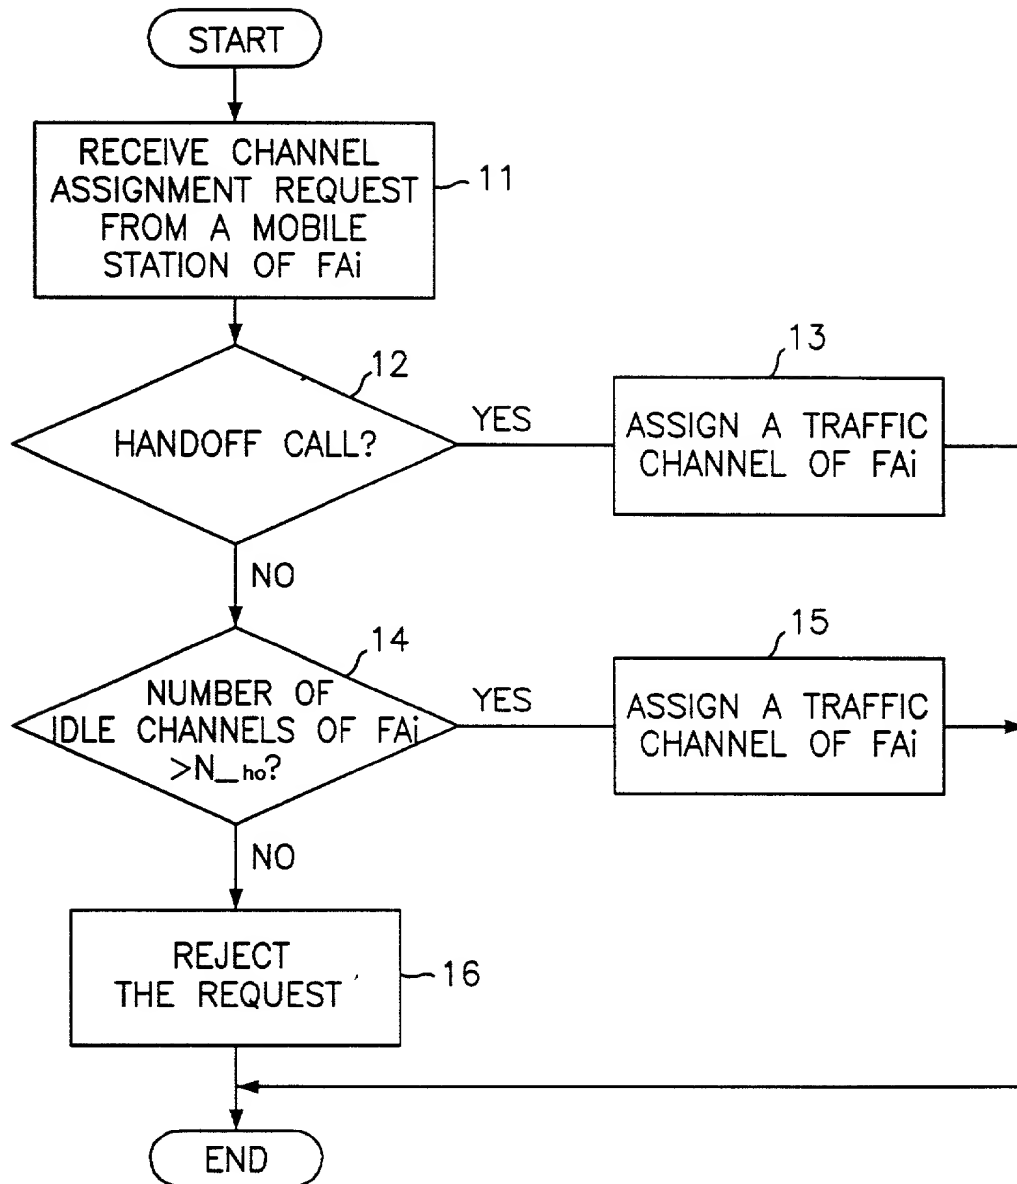 START
RECEIVE CHANNEL
ASSIGNMENT REQUEST
FROM A MOBILE
STATION OF FAi
11
12
HANDOFF CALL?
YES
13
ASSIGN A TRAFFIC
CHANNEL OF FAi
NO
14
NUMBER OF
IDLE CHANNELS OF FAi
>N_ho?
YES
15
ASSIGN A TRAFFIC
CHANNEL OF FAi
NO
REJECT
THE REQUEST
16
END